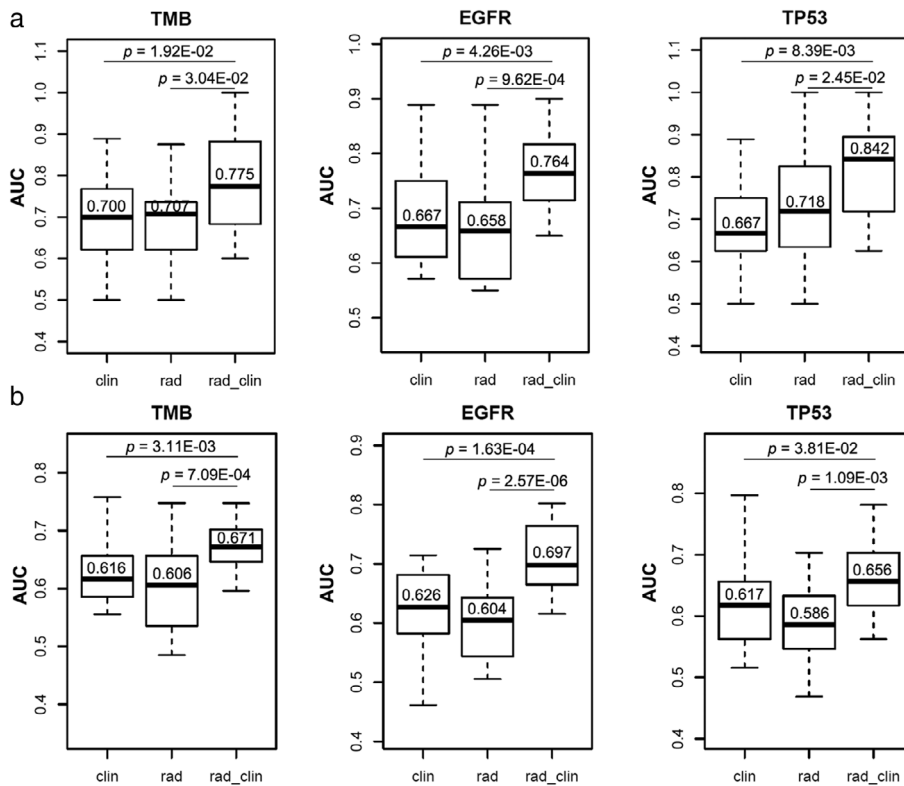 a
TMB
EGFR
TP53
p = 1.92E-02
p = 3.04E-02
AUC
1.1
1.0
0.9
0.8
0.7
0.6
0.5
0.4
0.700
0.707
0.775
clin
rad
rad_clin
p = 4.26E-03
p = 9.62E-04
AUC
1.0
0.9
0.8
0.7
0.6
0.5
0.667
0.658
0.764
clin
rad
rad_clin
p = 8.39E-03
p = 2.45E-02
AUC
1.1
1.0
0.9
0.8
0.7
0.6
0.5
0.4
0.667
0.718
0.842
clin
rad
rad_clin
b
TMB
EGFR
TP53
p = 3.11E-03
p = 7.09E-04
AUC
0.8
0.7
0.6
0.5
0.4
0.616
0.606
0.671
clin
rad
rad_clin
p = 1.63E-04
p = 2.57E-06
AUC
0.9
0.8
0.7
0.6
0.5
0.4
0.626
0.604
0.697
clin
rad
rad_clin
p = 3.81E-02
p = 1.09E-03
AUC
0.8
0.7
0.6
0.5
0.4
0.617
0.586
0.656
clin
rad
rad_clin